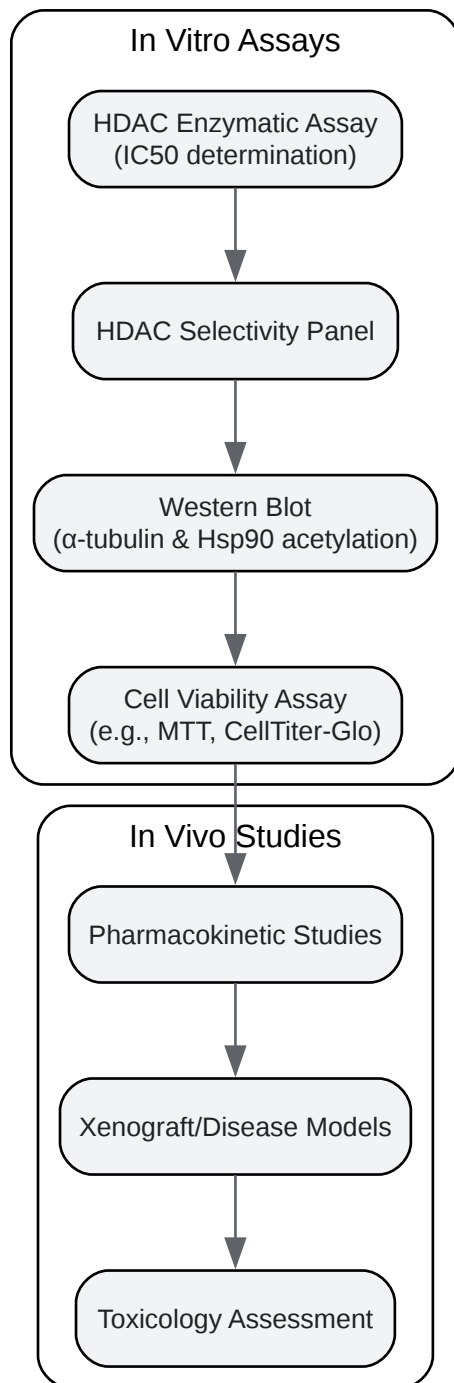 In Vitro Assays
HDAC Enzymatic Assay
(IC50 determination)
HDAC Selectivity Panel
Western Blot
(α-tubulin & Hsp90 acetylation)
Cell Viability Assay
(e.g., MTT, CellTiter-Glo)
In Vivo Studies
Pharmacokinetic Studies
Xenograft/Disease Models
Toxicology Assessment